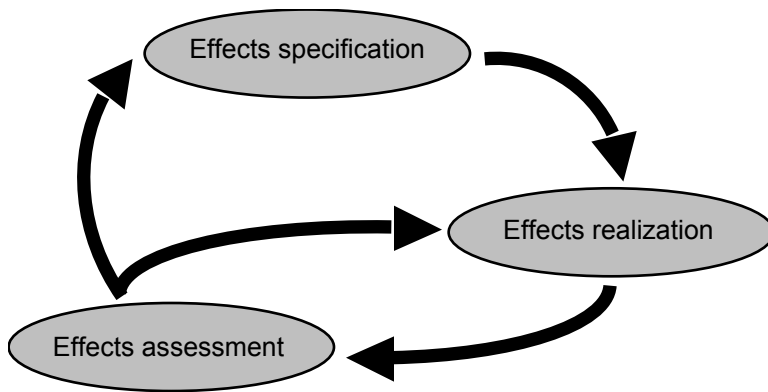 Effects specification
Effects realization
Effects assessment